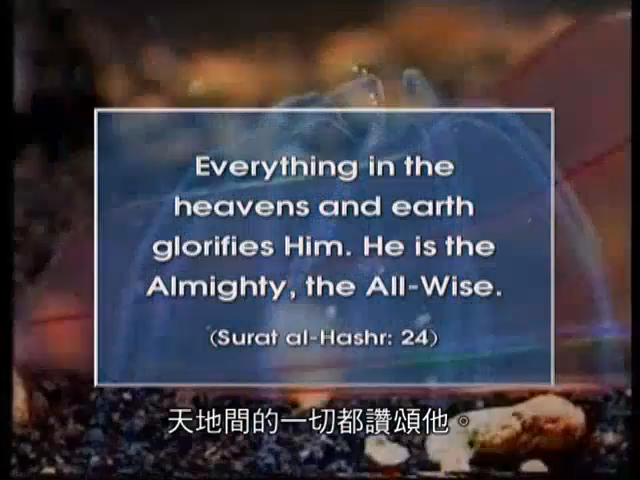 Everything in the
heavens and earth
glorifies Him. He is the
Almighty, the All-Wise.
(Surat al-Hashr: 24)
天地間的一切都讚頌他。